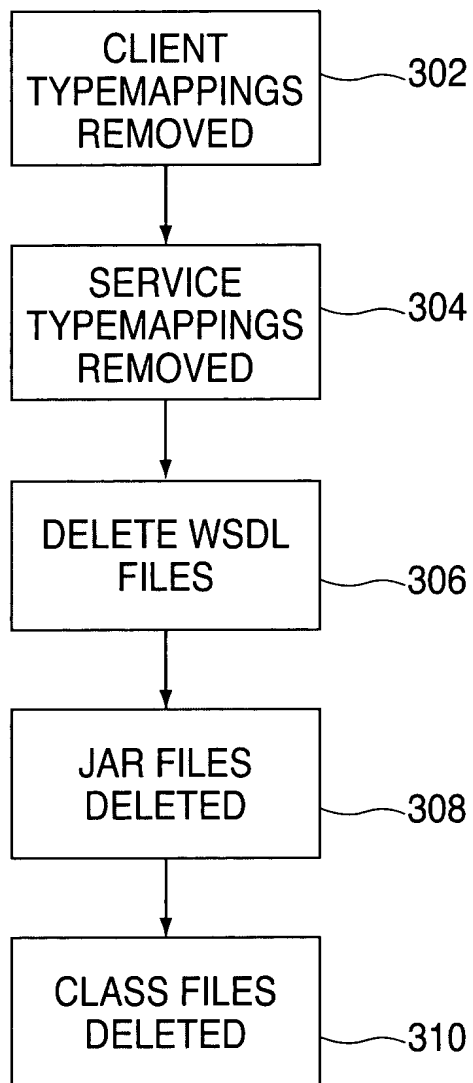 CLIENT
TYPEMAPPINGS
REMOVED
302
SERVICE
TYPEMAPPINGS
REMOVED
304
DELETE WSDL
FILES
306
JAR FILES
DELETED
308
CLASS FILES
DELETED
310